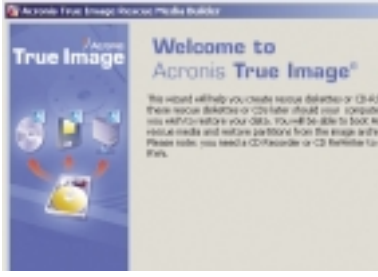 Acronis True Image Rescue Media Builder
Acronis
True Image
Welcome to
Acronis True Image®
This wizard will help you create rescue diskettes or CD-R
these rescue diskettes or CDs later should your compute
you wish to restore your data. You will be able to boot
rescue media and restore partitions from the image
Please note: you need a CD Recorder or CD ReWriter to
this.